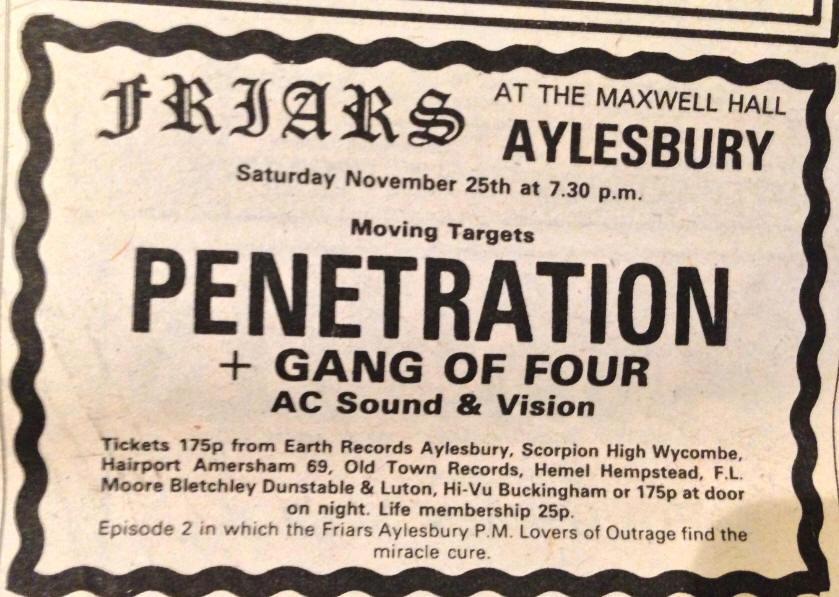 FRIARS AT THE MAXWELL HALL
AYLESBURY
Saturday November 25th at 7.30 p.m.
Moving Targets
PENETRATION
+ GANG OF FOUR
AC Sound & Vision
Tickets 175p from Earth Records Aylesbury, Scorpion High Wycombe,
Hairport Amersham 69, Old Town Records, Hemel Hempstead, F.L.
Moore Bletchley Dunstable & Luton, Hi-Vu Buckingham or 175p at door
on night. Life membership 25p.
Episode 2 in which the Friars Aylesbury P.M. Lovers of Outrage find the
miracle cure.